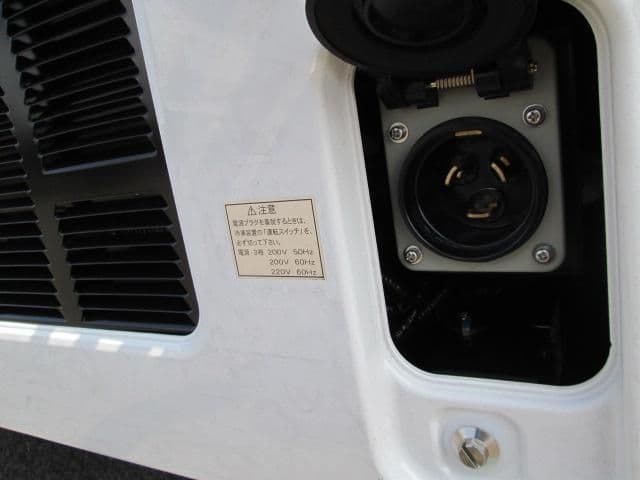 ⚠注意
電源プラグを着脱するときは、
冷凍装置の「運転スイッチ」を、
必ず切って下さい。
電源 3相 200V 50Hz
200V 60Hz
220V 60Hz